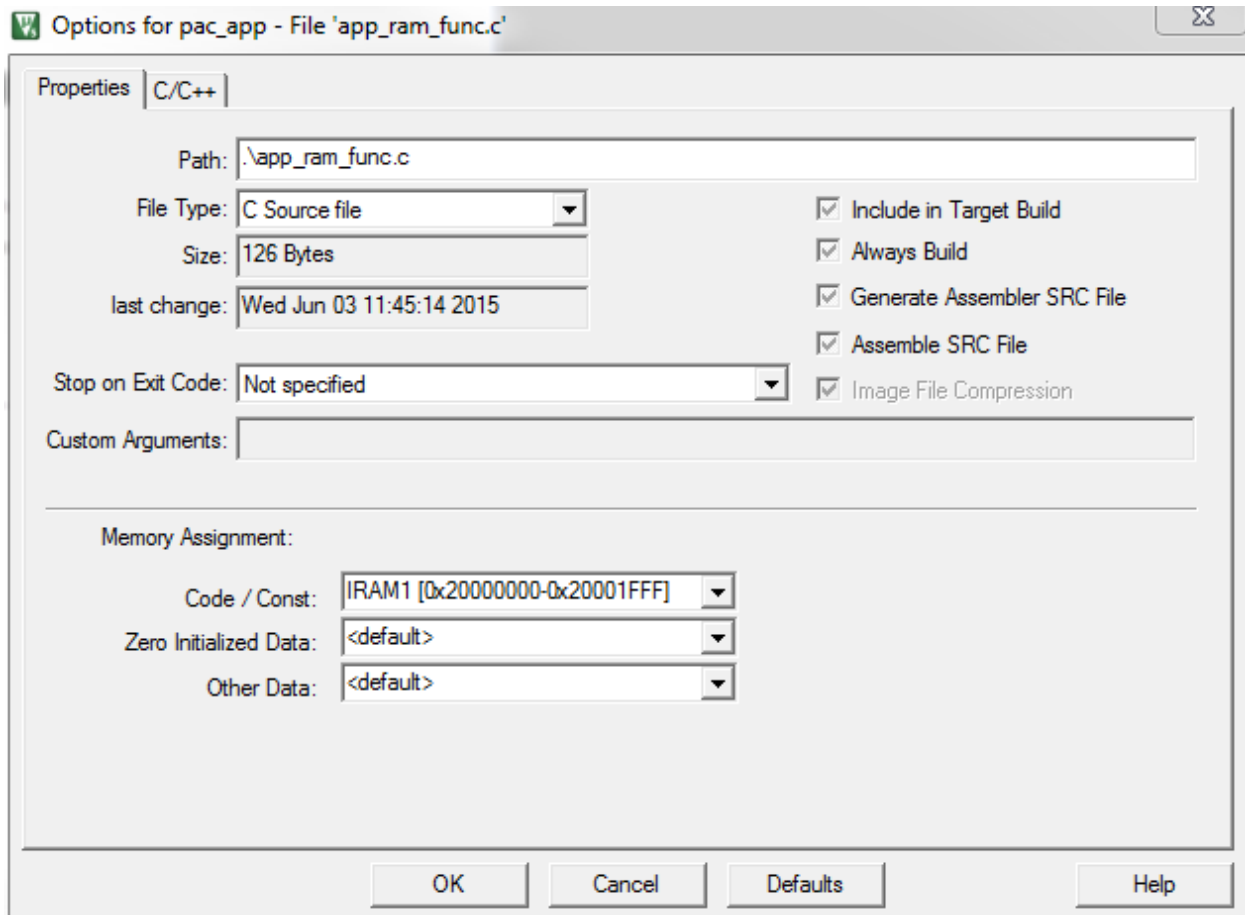 Options for pac_app - File 'app_ram_func.c'
Properties
C/C++
Path: .\app_ram_func.c
File Type: C Source file
Include in Target Build
Size: 126 Bytes
Always Build
last change: Wed Jun 03 11:45:14 2015
Generate Assembler SRC File
Assemble SRC File
Stop on Exit Code: Not specified
Image File Compression
Custom Arguments:
Memory Assignment:
Code / Const: IRAM1 [0x20000000-0x20001FFF]
Zero Initialized Data: <default>
Other Data: <default>
OK
Cancel
Defaults
Help